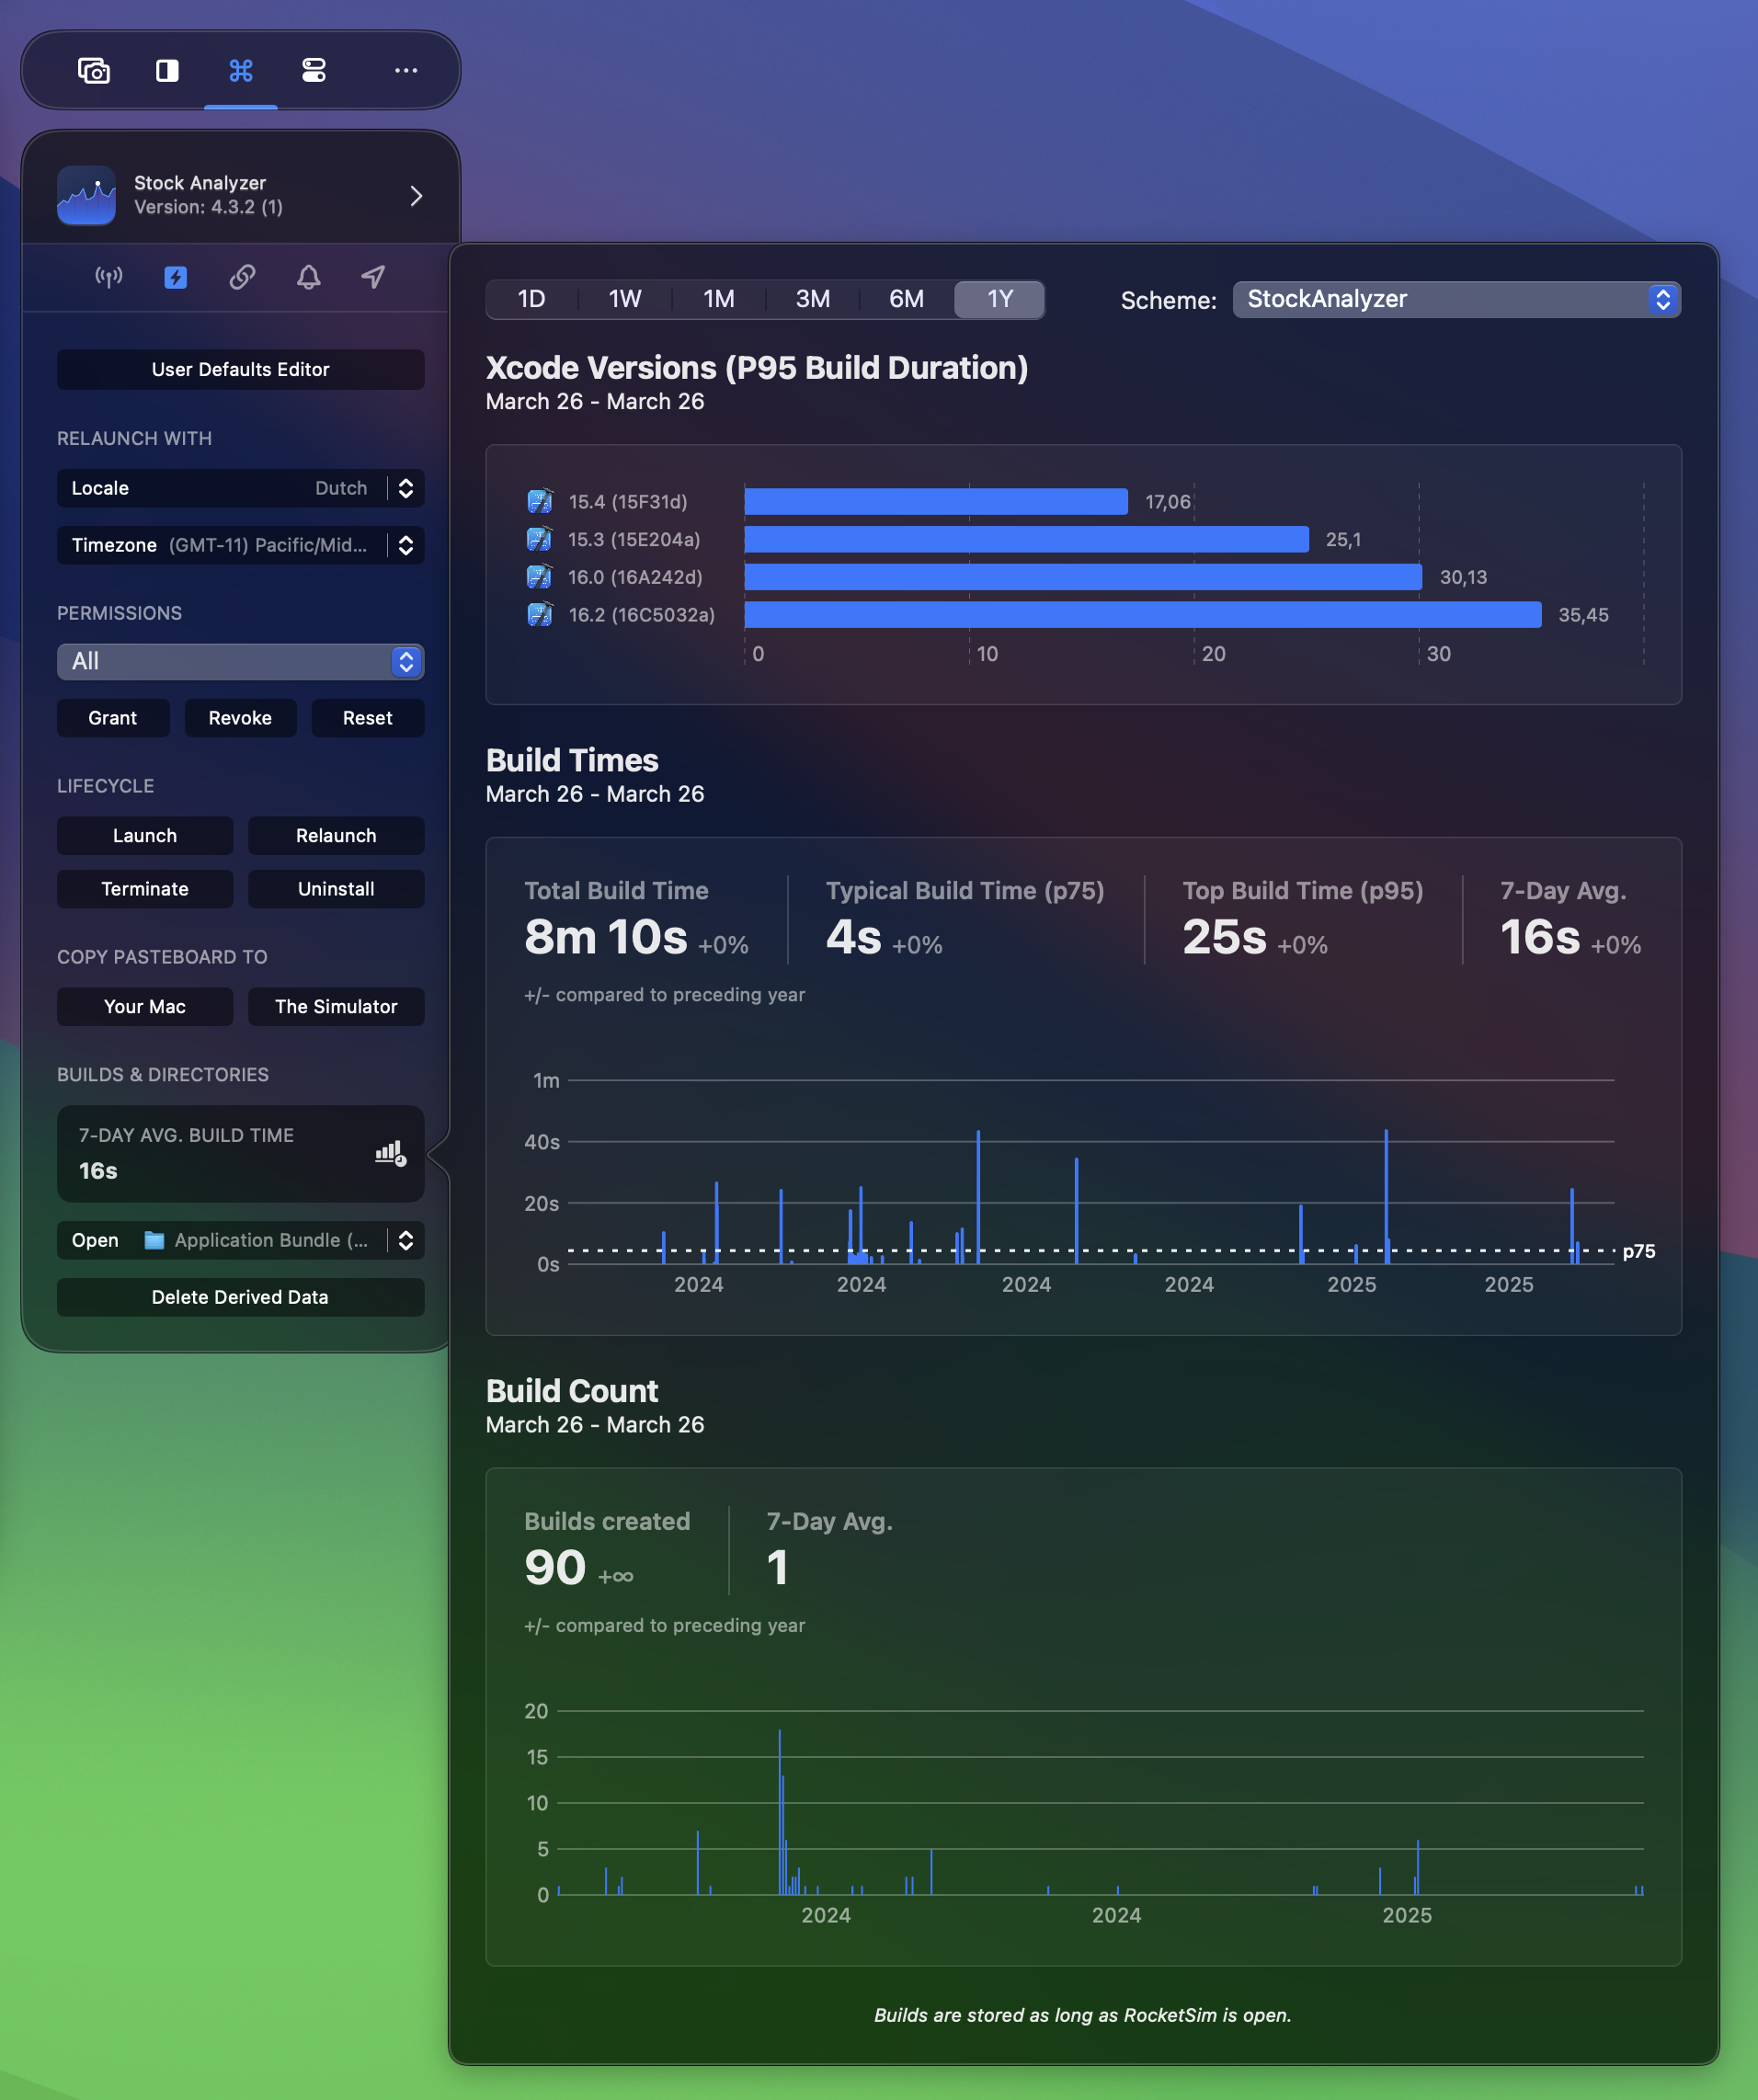 Stock Analyzer
Version: 4.3.2 (1)
User Defaults Editor
RELAUNCH WITH
Locale Dutch
Timezone (GMT-11) Pacific/Mid...
PERMISSIONS
All
Grant Revoke Reset
LIFECYCLE
Launch Relaunch
Terminate Uninstall
COPY PASTEBOARD TO
Your Mac The Simulator
BUILDS & DIRECTORIES
7-DAY AVG. BUILD TIME
16s
Open Application Bundle (...
Delete Derived Data
1D 1W 1M 3M 6M 1Y Scheme: StockAnalyzer
Xcode Versions (P95 Build Duration)
March 26 - March 26
15.4 (15F31d) 17,06
15.3 (15E204a) 25,1
16.0 (16A242d) 30,13
16.2 (16C5032a) 35,45
0 10 20 30
Build Times
March 26 - March 26
Total Build Time Typical Build Time (p75) Top Build Time (p95) 7-Day Avg.
8m 10s +0% 4s +0% 25s +0% 16s +0%
+/- compared to preceding year
1m
40s
20s
p75
0s
2024 2024 2024 2024 2025 2025
Build Count
March 26 - March 26
Builds created 7-Day Avg.
90 +∞ 1
+/- compared to preceding year
20
15
10
5
0
2024 2024 2025
Builds are stored as long as RocketSim is open.